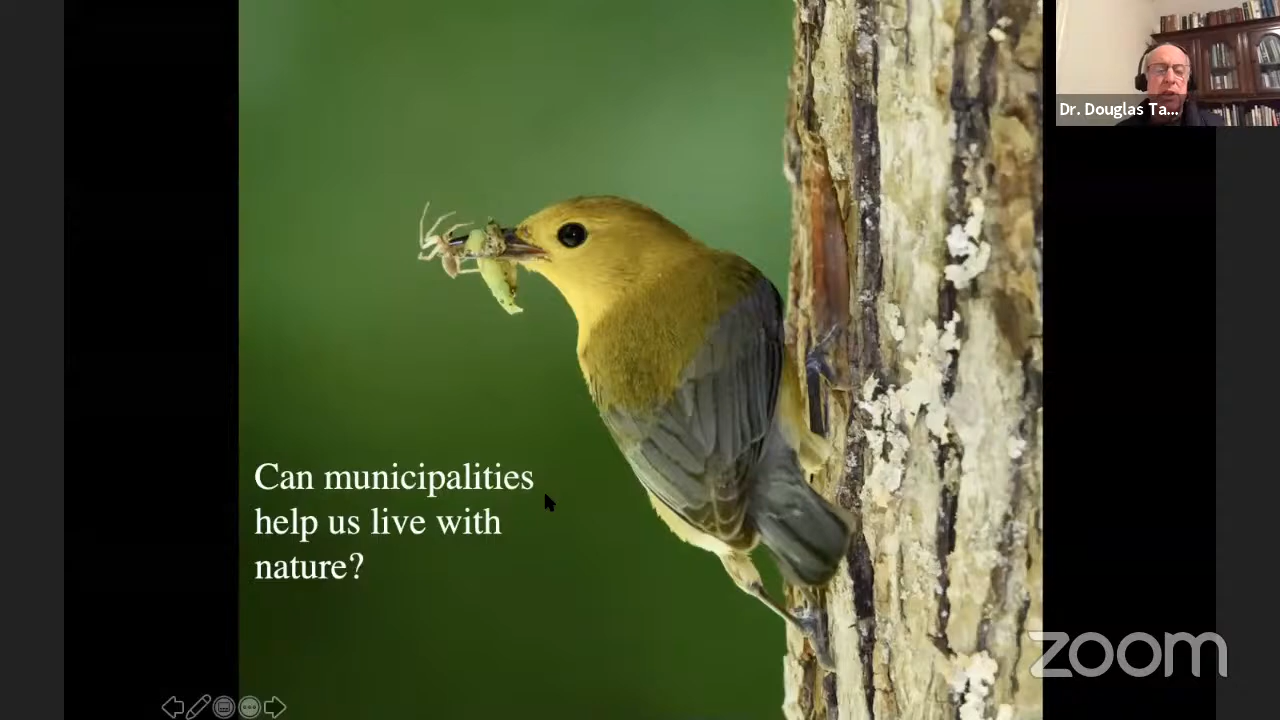 Dr. Douglas Ta...
Can municipalities
help us live with
nature?
zoom